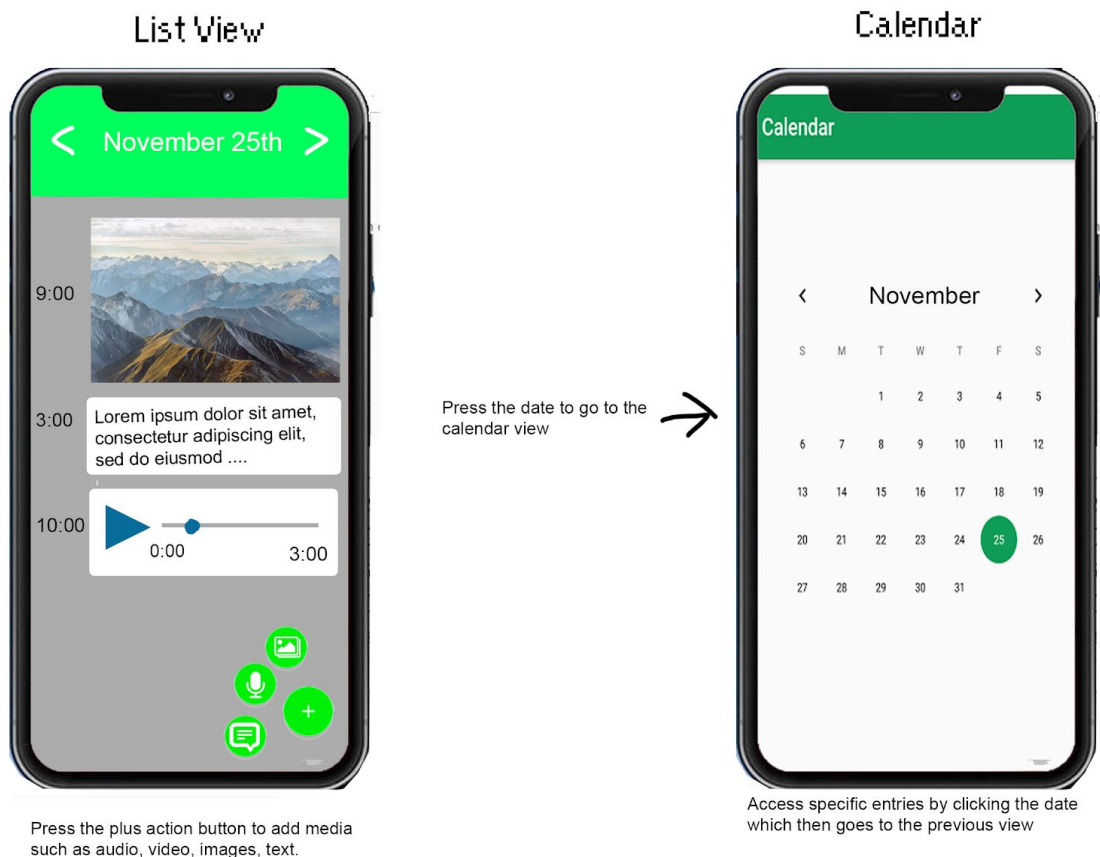 List View
Calendar
< November 25th >
9:00
3:00
Lorem ipsum dolor sit amet,
consectetur adipiscing elit,
sed do eiusmod ....
10:00
0:00
3:00
+
Press the plus action button to add media
such as audio, video, images, text.
Press the date to go to the
calendar view
Calendar
< November >
S M T W T F S
1 2 3 4 5
6 7 8 9 10 11 12
13 14 15 16 17 18 19
20 21 22 23 24 25 26
27 28 29 30 31
Access specific entries by clicking the date
which then goes to the previous view